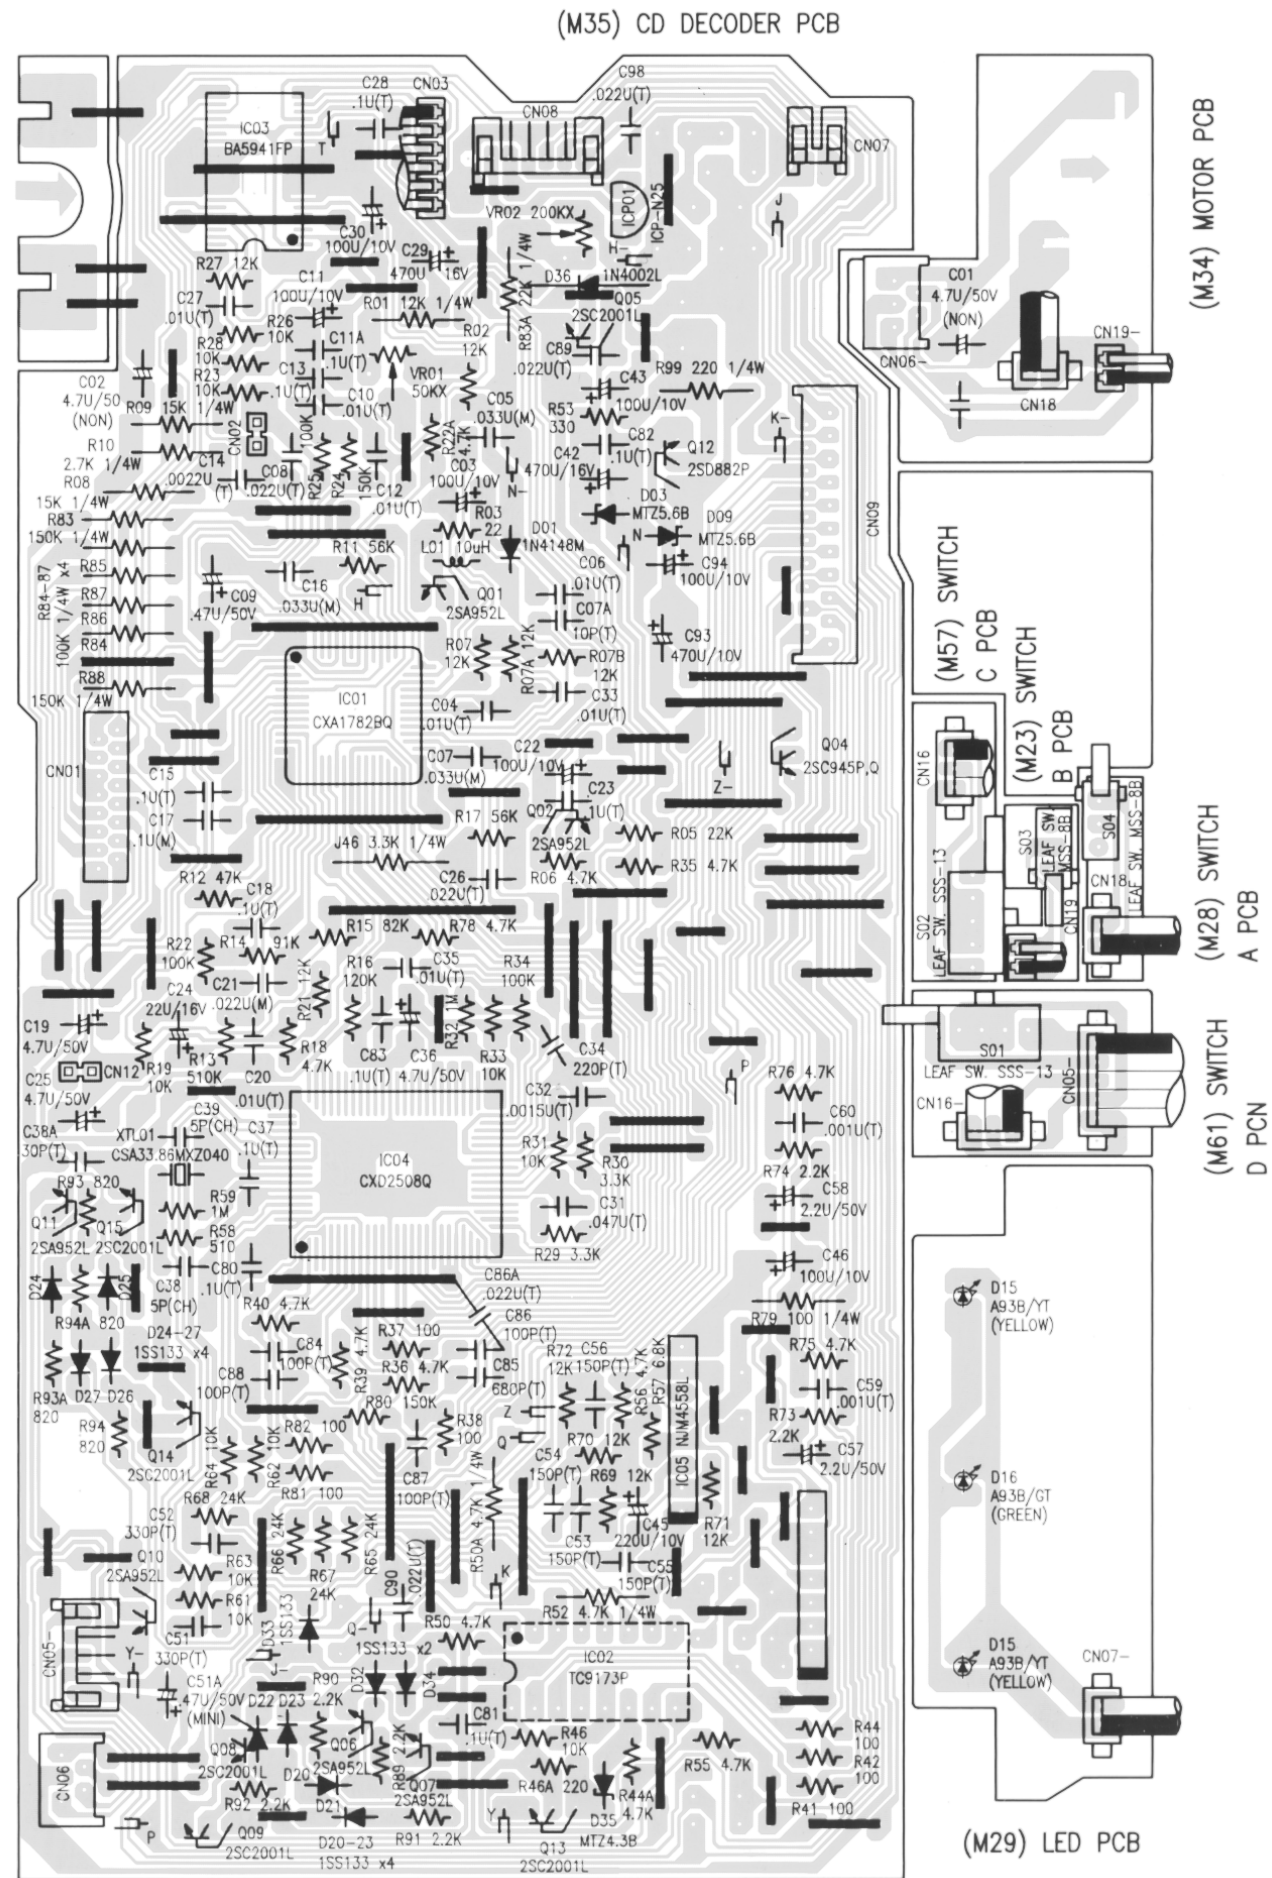 (M35) CD DECODER PCB
C28
.1U(T)
CN03
C98
.022U(T)
CN08
CN07
IC03
BA5941FP
T
ICP01
ICP-N25
J
VR02 200KX
C30
100U/10V
H-
R27 12K
C11
100U/10V
C29
470U 16V
R83A 22K 1/4W
D36
1N4002L
C27
.01U(T)
R01 12K 1/4W
Q05
2SC2001L
R26
10K
C11A
.1U(T)
R02
12K
R28
10K
C89
.022U(T)
R23
10K
C13
.1U(T)
VR01
50KX
C43
100U/10V
R99 220 1/4W
C02
4.7U/50
(NON)
R09 15K 1/4W
C10
.01U(T)
C05
.033U(M)
R53
330
K-
R10
2.7K 1/4W
CN02
100K
R22A
4.7K
C82
.1U(T)
Q12
2SD882P
C14
.0022U
(T)
C08
.022U(T)
R25
R24
150K
C12
.01U(T)
C03
100U/10V
N-
C42
470U/16V
R08
15K 1/4W
R03
22
D03
MTZ5.6B
N
D09
MTZ5.6B
CN09
R83
150K 1/4W
R11 56K
L01 10uH
D01
1N4148M
C94
100U/10V
R85
R84-87
100K 1/4W x4
C16
.033U(M)
H
Q01
2SA952L
C06
.01U(T)
R87
C09
.47U/50V
C07A
10P(T)
R86
C93
470U/10V
R84
R07
12K
R07A 12K
R07B
12K
R88
150K 1/4W
IC01
CXA1782BQ
C04
.01U(T)
C33
.01U(T)
CN01
C15
.1U(T)
C07
.033U(M)
C22
100U/10V
Z-
Q04
2SC945P,Q
C17
.1U(M)
C23
.1U(T)
R17 56K
Q02
2SA952L
R05 22K
J46 3.3K 1/4W
R35 4.7K
R12 47K
C26
.022U(T)
R06 4.7K
C18
.1U(T)
R15 82K
R78 4.7K
R22
100K
R14
91K
R16
120K
C35
.01U(T)
R34
100K
C24
22U/16V
C21
.022U(M)
R21 12K
R32 1M
C19
4.7U/50V
CN12
R19
10K
R13
510K
C20
.01U(T)
R18
4.7K
C83
.1U(T)
C36
4.7U/50V
R33
10K
C34
220P(T)
P
C25
4.7U/50V
C39
5P(CH)
C32
.0015U(T)
R76 4.7K
C38A
30P(T)
XTL01
CSA33.86MXZ040
C37
.1U(T)
IC04
CXD2508Q
R31
10K
R30
3.3K
C60
.001U(T)
R93 820
R74 2.2K
Q11
2SA952L
Q15
2SC2001L
R59
1M
C31
.047U(T)
C58
2.2U/50V
R58
510
R29 3.3K
D24
D25
C38
5P(CH)
C80
.1U(T)
C46
100U/10V
R94A 820
R40 4.7K
C86A
.022U(T)
D24-27
1SS133 x4
C86
100P(T)
R79 100 1/4W
C84
100P(T)
R39 4.7K
R37 100
R72
12K
C56
150P(T)
R75 4.7K
R93A
820
D27
D26
C88
100P(T)
R36 4.7K
C85
680P(T)
R56 4.7K
R57 6.8K
IC05 NJM4558L
C59
.001U(T)
R94
820
R80
150K
R38
100
Z
R73
2.2K
Q14
2SC2001L
R64 10K
R62 10K
R82 100
Q
R70 12K
C57
2.2U/50V
R81 100
C87
100P(T)
C54
150P(T)
R69 12K
R68 24K
R50A 4.7K 1/4W
C52
330P(T)
R66 24K
R65 24K
C53
150P(T)
C45
220U/10V
R71
12K
Q10
2SA952L
R63
10K
R67
24K
C90
.022U(T)
K
C55
150P(T)
R61
10K
D33
1SS133
R52 4.7K 1/4W
CN05-
C51
330P(T)
Q-
R50 4.7K
Y-
J-
1SS133 x2
IC02
TC9173P
C51A
.47U/50V
(MINI)
D22
D23
R90
2.2K
D32
D34
C81
.1U(T)
R46
10K
R44
100
CN06
Q08
2SC2001L
D20
Q06
2SA952L
R89 2.2K
Q07
2SA952L
R46A 220
R44A
4.7K
R55 4.7K
R42
100
P
R92 2.2K
D21
Y
D35
MTZ4.3B
R41 100
Q09
2SC2001L
D20-23
1SS133 x4
R91 2.2K
Q13
2SC2001L
(M34) MOTOR PCB
C01
4.7U/50V
(NON)
CN06-
CN19-
CN18
(M57) SWITCH
C PCB
(M23) SWITCH
B PCB
CN16
S03
LEAF SW.
MSS-8B
S04
LEAF SW. MSS-8B
S02
LEAF SW. SSS-13
CN19
CN18
(M28) SWITCH
A PCB
S01
LEAF SW. SSS-13
CN16-
CN05-
(M61) SWITCH
D PCN
D15
A93B/YT
(YELLOW)
D16
A93B/GT
(GREEN)
D15
A93B/YT
(YELLOW)
CN07-
(M29) LED PCB